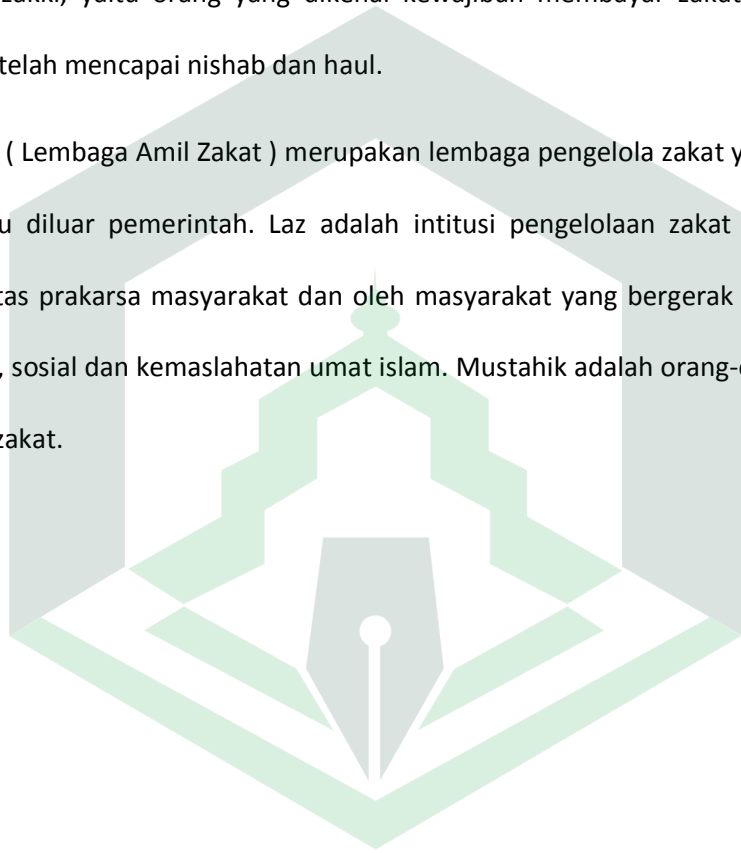 zakki, yaitu orang yang dikenai kewajiban membayar zakat
telah mencapai nishab dan haul.
( Lembaga Amil Zakat ) merupakan lembaga pengelola zakat y
u diluar pemerintah. Laz adalah intitusi pengelolaan zakat
tas prakarsa masyarakat dan oleh masyarakat yang bergerak
, sosial dan kemaslahatan umat islam. Mustahik adalah orang-
zakat.